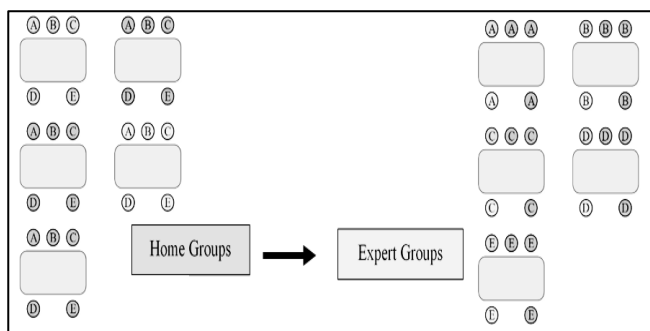 A B C
D E
A B C
D E
A B C
D E
A B C
D E
A B C
D E
Home Groups
Expert Groups
A A A
A A
B B B
B B
C C C
C C
D D D
D D
E E E
E E